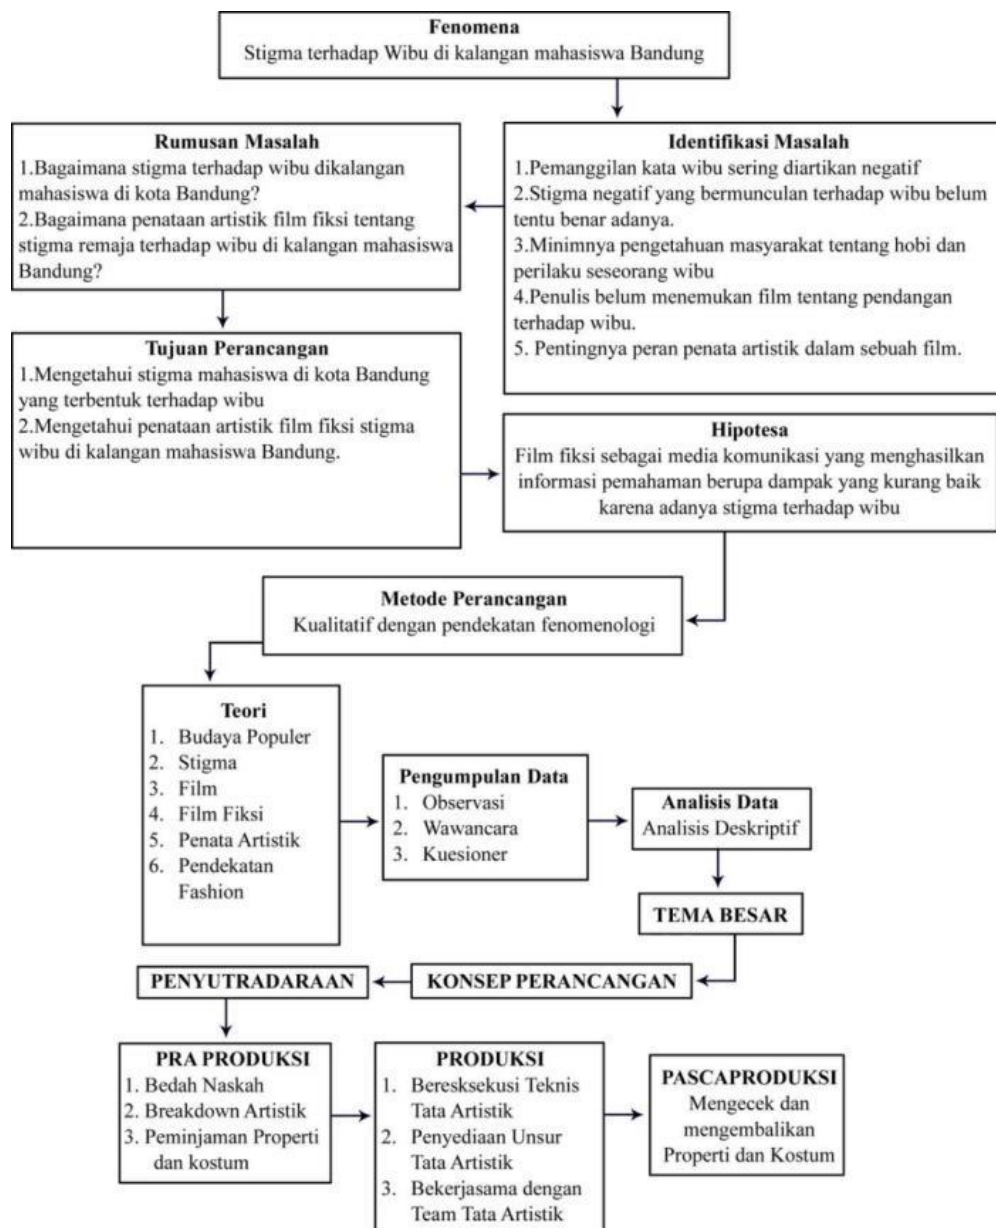 Fenomena
Stigma terhadap Wibu di kalangan mahasiswa Bandung
Identifikasi Masalah
1.Pemanggilan kata wibu sering diartikan negatif
2.Stigma negatif yang bermunculan terhadap wibu belum
tentu benar adanya.
3.Minimnya pengetahuan masyarakat tentang hobi dan
perilaku seseorang wibu
4.Penulis belum menemukan film tentang pendangan
terhadap wibu.
5. Pentingnya peran penata artistik dalam sebuah film.
Rumusan Masalah
1.Bagaimana stigma terhadap wibu dikalangan
mahasiswa di kota Bandung?
2.Bagaimana penataan artistik film fiksi tentang
stigma remaja terhadap wibu di kalangan mahasiswa
Bandung?
Tujuan Perancangan
1.Mengetahui stigma mahasiswa di kota Bandung
yang terbentuk terhadap wibu
2.Mengetahui penataan artistik film fiksi stigma
wibu di kalangan mahasiswa Bandung.
Hipotesa
Film fiksi sebagai media komunikasi yang menghasilkan
informasi pemahaman berupa dampak yang kurang baik
karena adanya stigma terhadap wibu
Metode Perancangan
Kualitatif dengan pendekatan fenomenologi
Teori
1. Budaya Populer
2. Stigma
3. Film
4. Film Fiksi
5. Penata Artistik
6. Pendekatan
Fashion
Pengumpulan Data
1. Observasi
2. Wawancara
3. Kuesioner
Analisis Data
Analisis Deskriptif
TEMA BESAR
KONSEP PERANCANGAN
PENYUTRADARAAN
PRA PRODUKSI
1. Bedah Naskah
2. Breakdown Artistik
3. Peminjaman Properti
dan kostum
PRODUKSI
1. Beresksekusi Teknis
Tata Artistik
2. Penyediaan Unsur
Tata Artistik
3. Bekerjasama dengan
Team Tata Artistik
PASCAPRODUKSI
Mengecek dan
mengembalikan
Properti dan Kostum